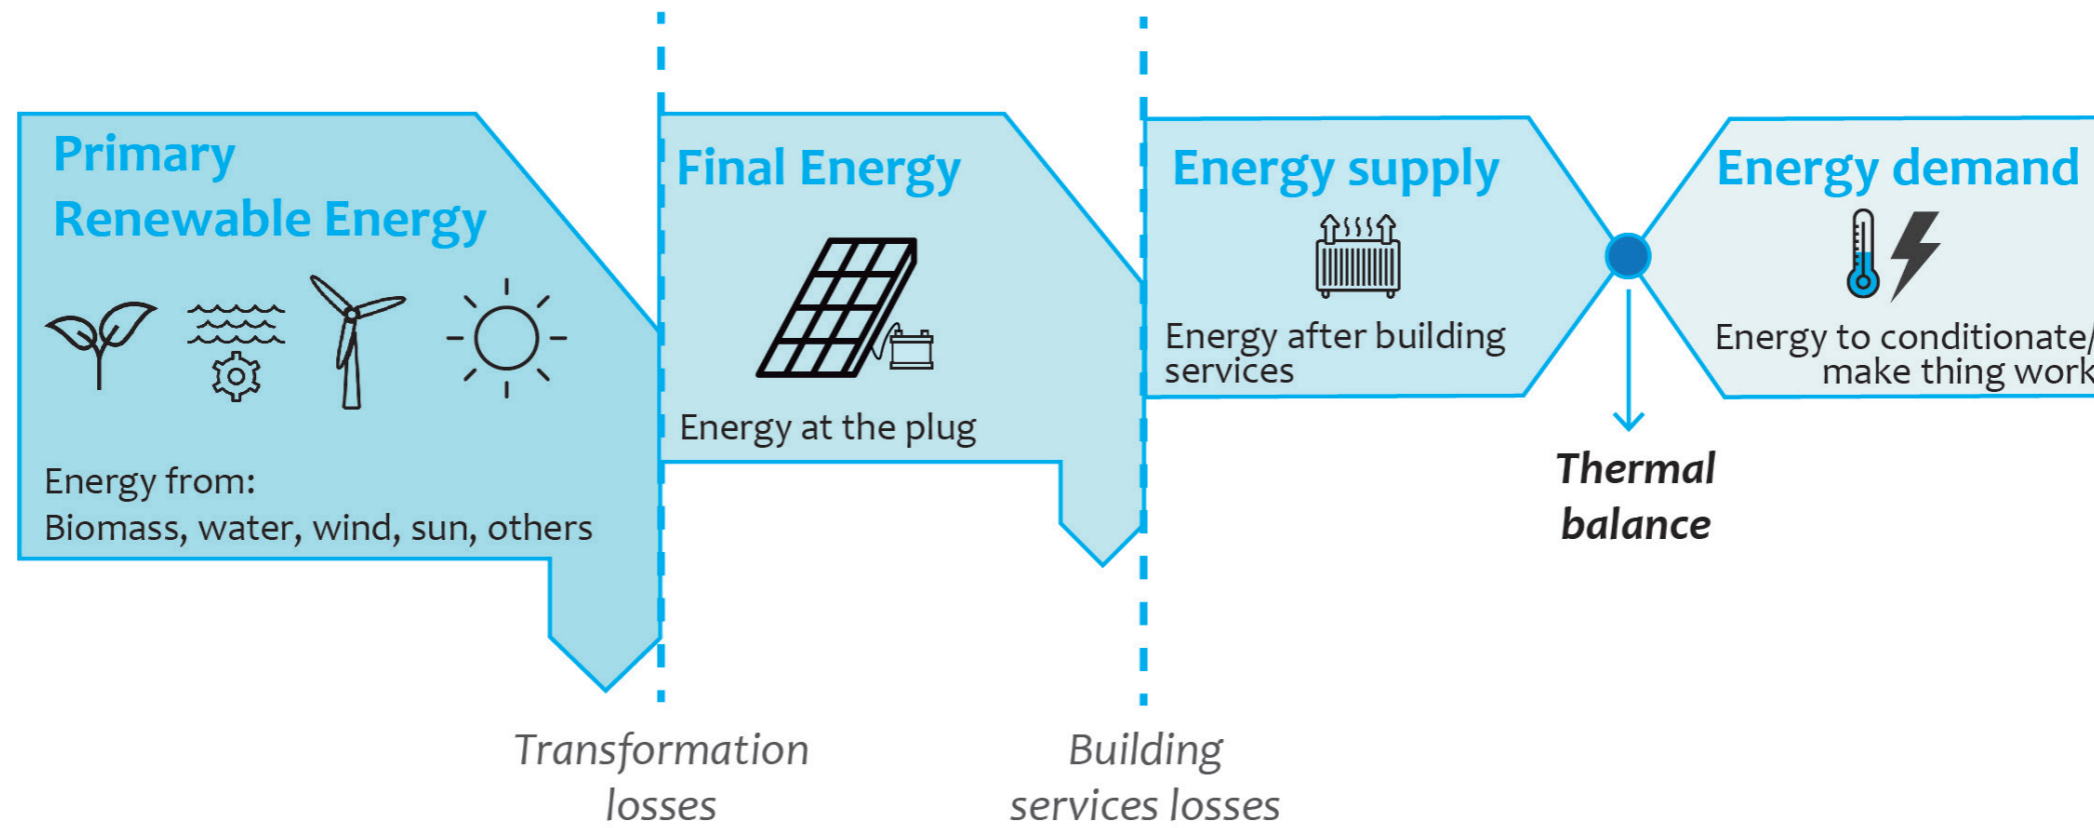 Primary
Renewable Energy
Energy from:
Biomass, water, wind, sun, others
Transformation
losses
Final Energy
Energy at the plug
Building
services losses
Energy supply
Energy after building
services
Thermal
balance
Energy demand
Energy to conditionate/
make thing work